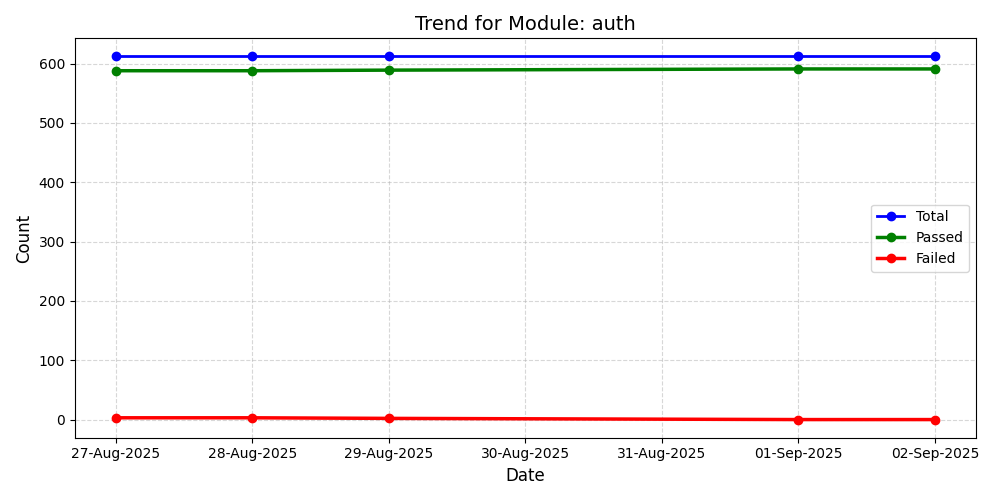 Trend for Module: auth
600
500
400
300
200
100
0
Count
Total
Passed
Failed
27-Aug-2025 28-Aug-2025 29-Aug-2025 30-Aug-2025 31-Aug-2025 01-Sep-2025 02-Sep-2025
Date